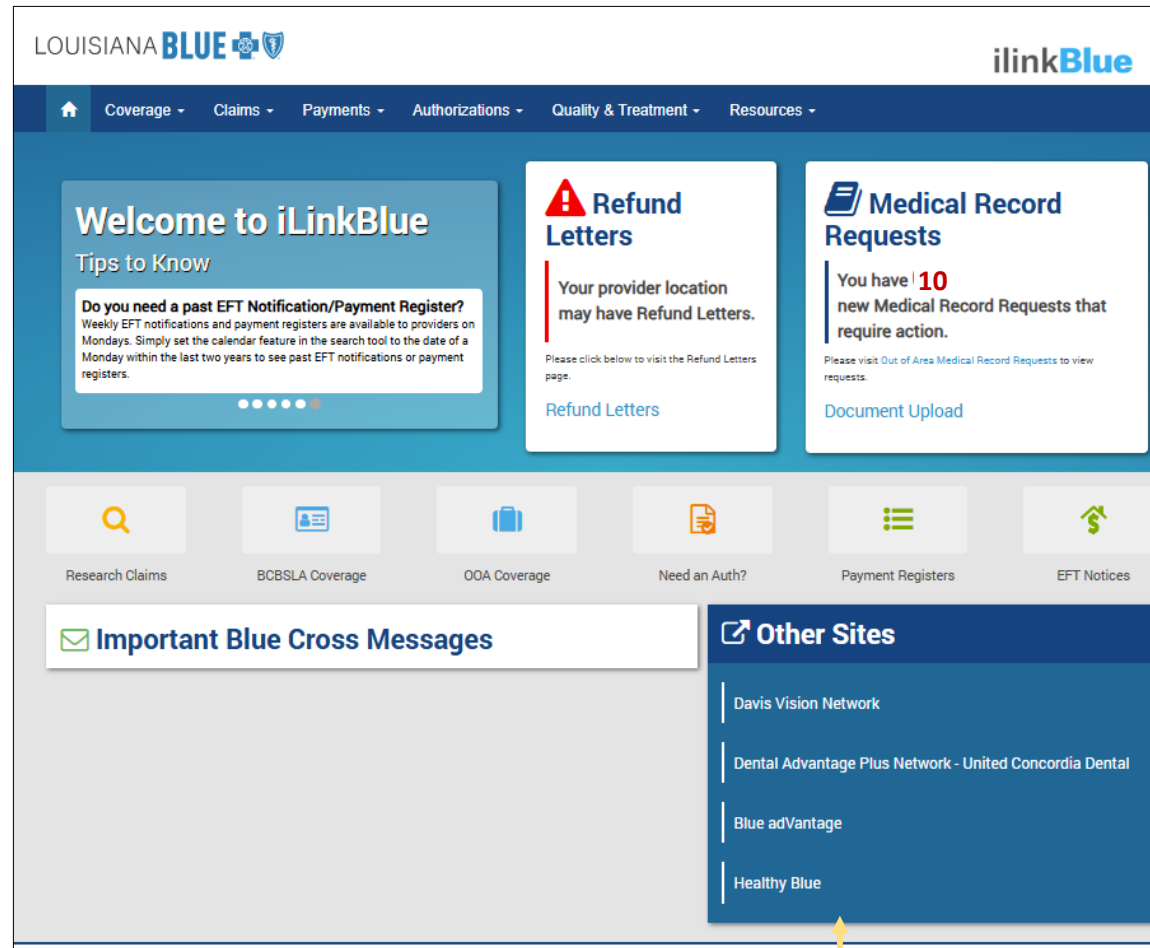 LOUISIANA BLUE
ilinkBlue
Coverage
Claims
Payments
Authorizations
Quality & Treatment
Resources
Welcome to iLinkBlue
Tips to Know
Do you need a past EFT Notification/Payment Register?
Weekly EFT notifications and payment registers are available to providers on
Mondays. Simply set the calendar feature in the search tool to the date of a
Monday within the last two years to see past EFT notifications or payment
registers.
Refund
Letters
Your provider location
may have Refund Letters.
Please click below to visit the Refund Letters
page.
Refund Letters
Medical Record
Requests
You have 10
new Medical Record Requests that
require action.
Please visit Out of Area Medical Record Requests to view
requests.
Document Upload
Research Claims
BCBSLA Coverage
OOA Coverage
Need an Auth?
Payment Registers
EFT Notices
Important Blue Cross Messages
Other Sites
Davis Vision Network
Dental Advantage Plus Network - United Concordia Dental
Blue adVantage
Healthy Blue